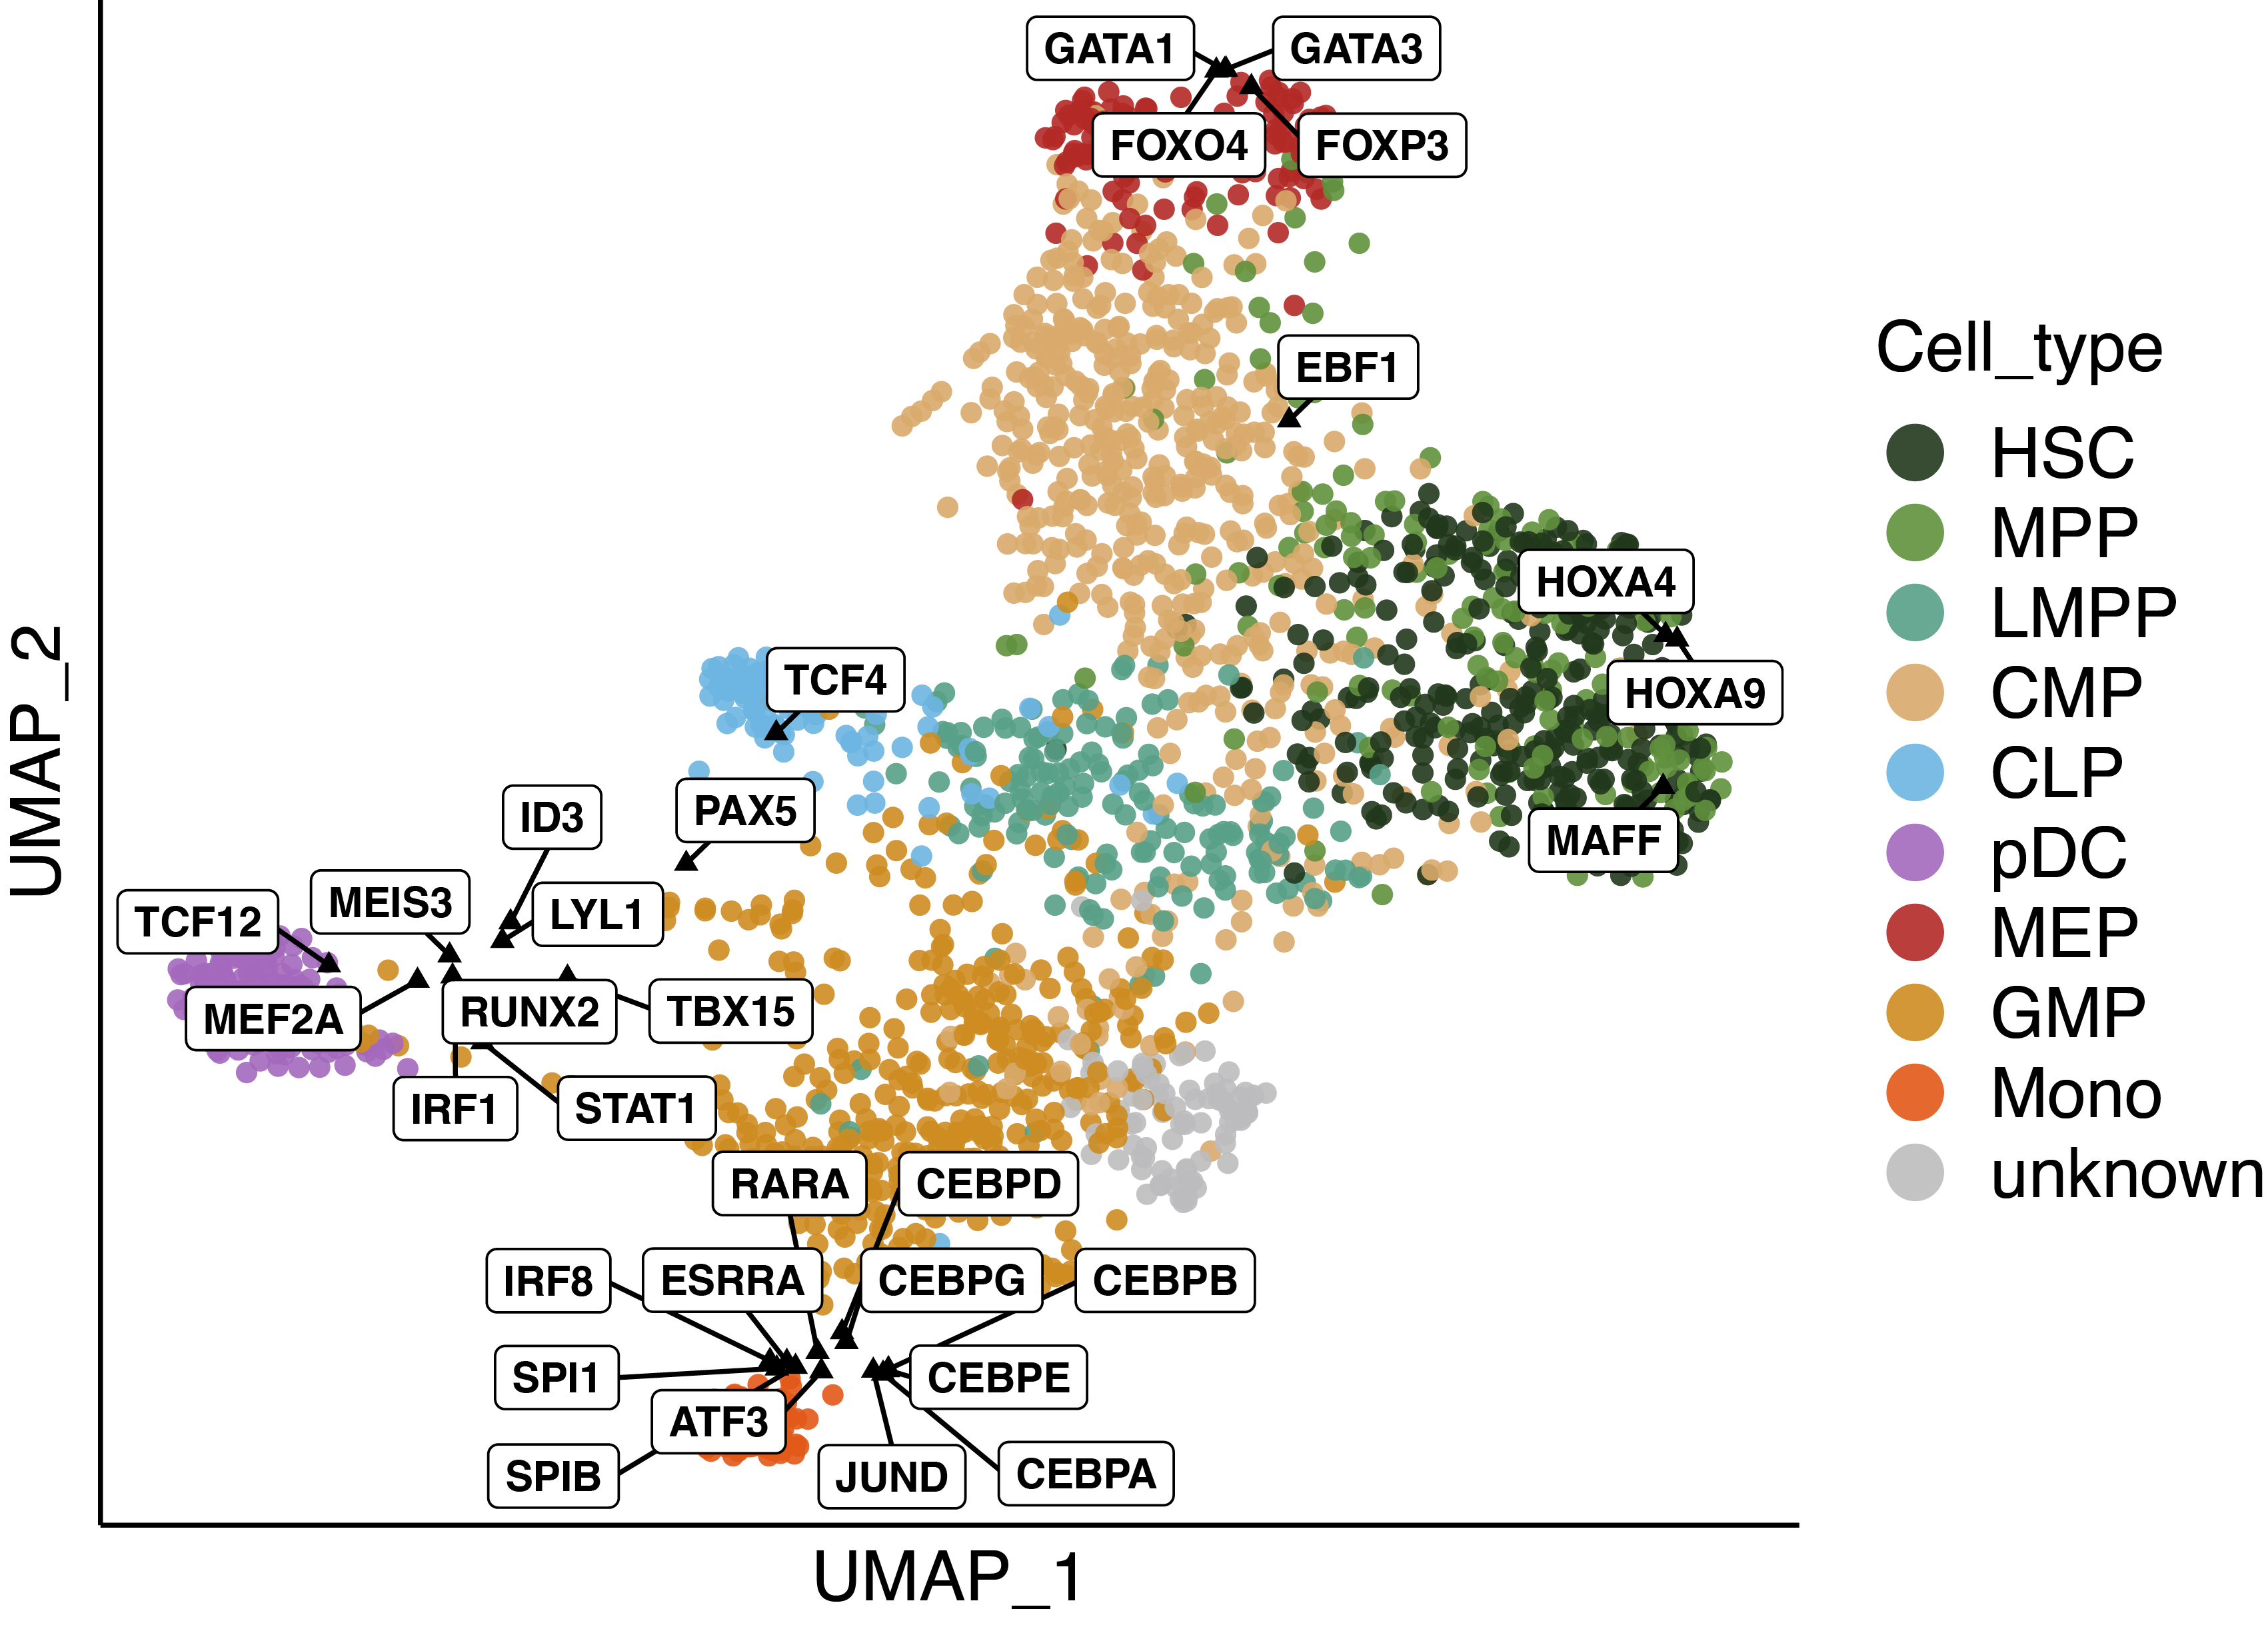 GATA1
GATA3
FOXO4
FOXP3
EBF1
HOXA4
HOXA9
TCF4
MAFF
PAX5
ID3
MEIS3
LYL1
TCF12
MEF2A
RUNX2
TBX15
IRF1
STAT1
RARA
CEBPD
IRF8
ESRRA
CEBPG
CEBPB
SPI1
CEBPE
ATF3
SPIB
JUND
CEBPA
UMAP_1
UMAP_2
Cell_type
HSC
MPP
LMPP
CMP
CLP
pDC
MEP
GMP
Mono
unknown